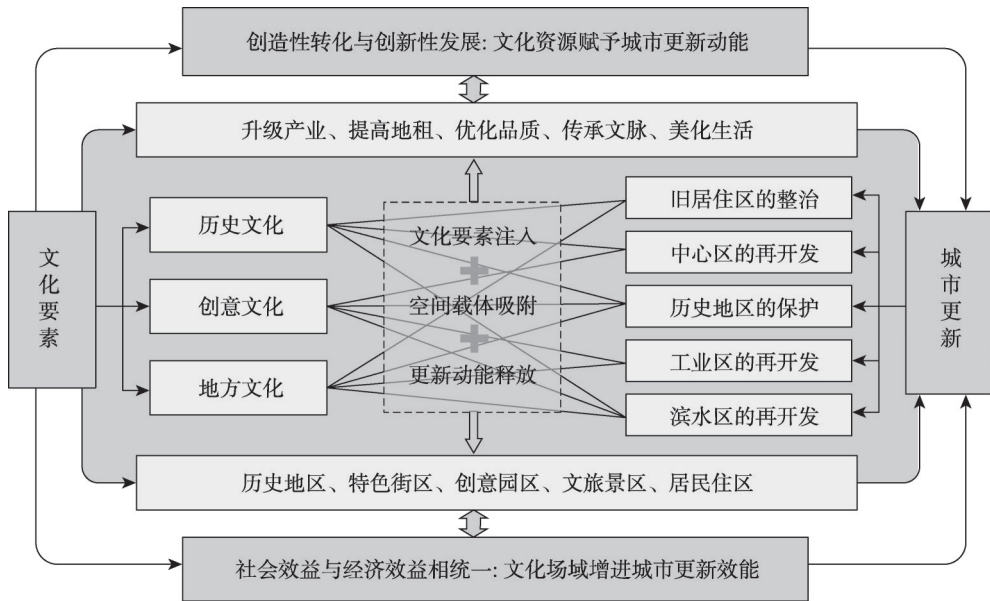 创造性转化与创新性发展: 文化资源赋予城市更新动能
升级产业、提高地租、优化品质、传承文脉、美化生活
文化要素
历史文化
创意文化
地方文化
文化要素注入
空间载体吸附
更新动能释放
旧居住区的整治
中心区的再开发
历史地区的保护
工业区的再开发
滨水区的再开发
城市更新
历史地区、特色街区、创意园区、文旅景区、居民住区
社会效益与经济效益相统一: 文化场域增进城市更新效能